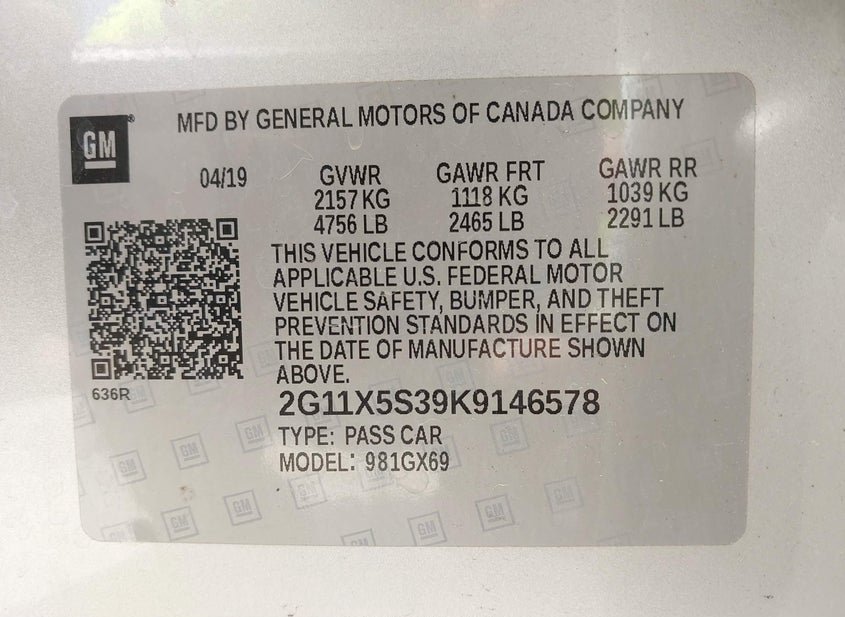 GM
MFD BY GENERAL MOTORS OF CANADA COMPANY
04/19 GVWR GAWR FRT GAWR RR
2157 KG 1118 KG 1039 KG
4756 LB 2465 LB 2291 LB
THIS VEHICLE CONFORMS TO ALL
APPLICABLE U.S. FEDERAL MOTOR
VEHICLE SAFETY, BUMPER, AND THEFT
PREVENTION STANDARDS IN EFFECT ON
THE DATE OF MANUFACTURE SHOWN
ABOVE.
636R
2G11X5S39K9146578
TYPE: PASS CAR
MODEL: 981GX69